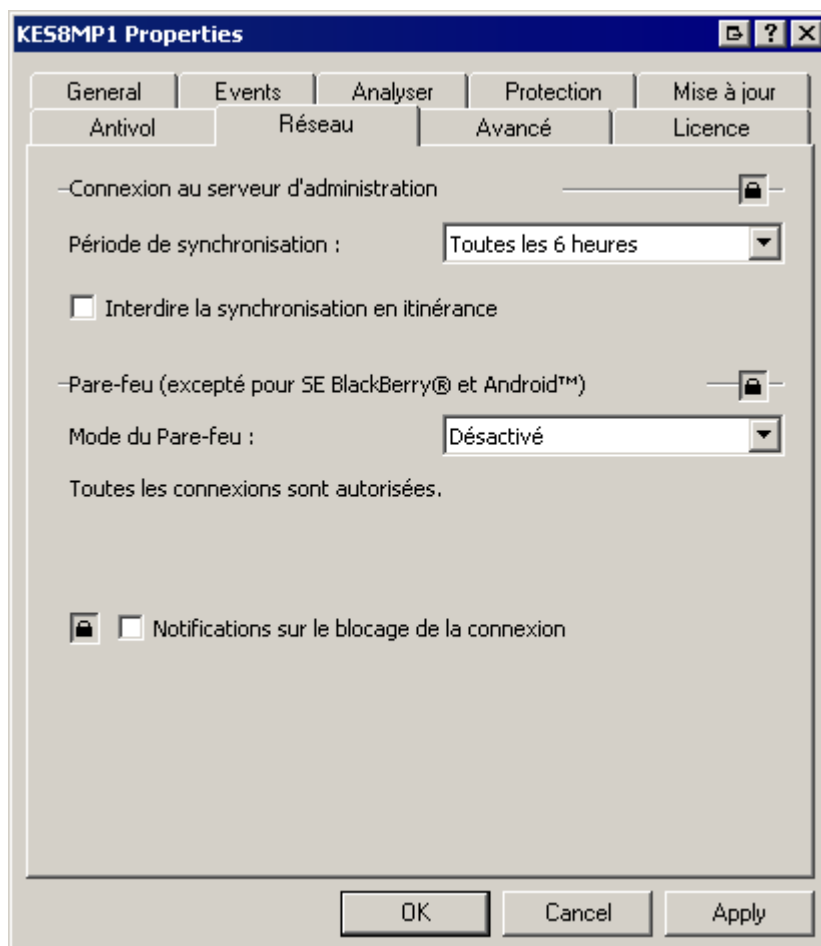 KES8MP1 Properties
General Events Analyser Protection Mise à jour
Antivol Réseau Avancé Licence
Connexion au serveur d'administration
Période de synchronisation : Toutes les 6 heures
Interdire la synchronisation en itinérance
Pare-feu (excepté pour SE BlackBerry® et Android™)
Mode du Pare-feu : Désactivé
Toutes les connexions sont autorisées.
Notifications sur le blocage de la connexion
OK Cancel Apply